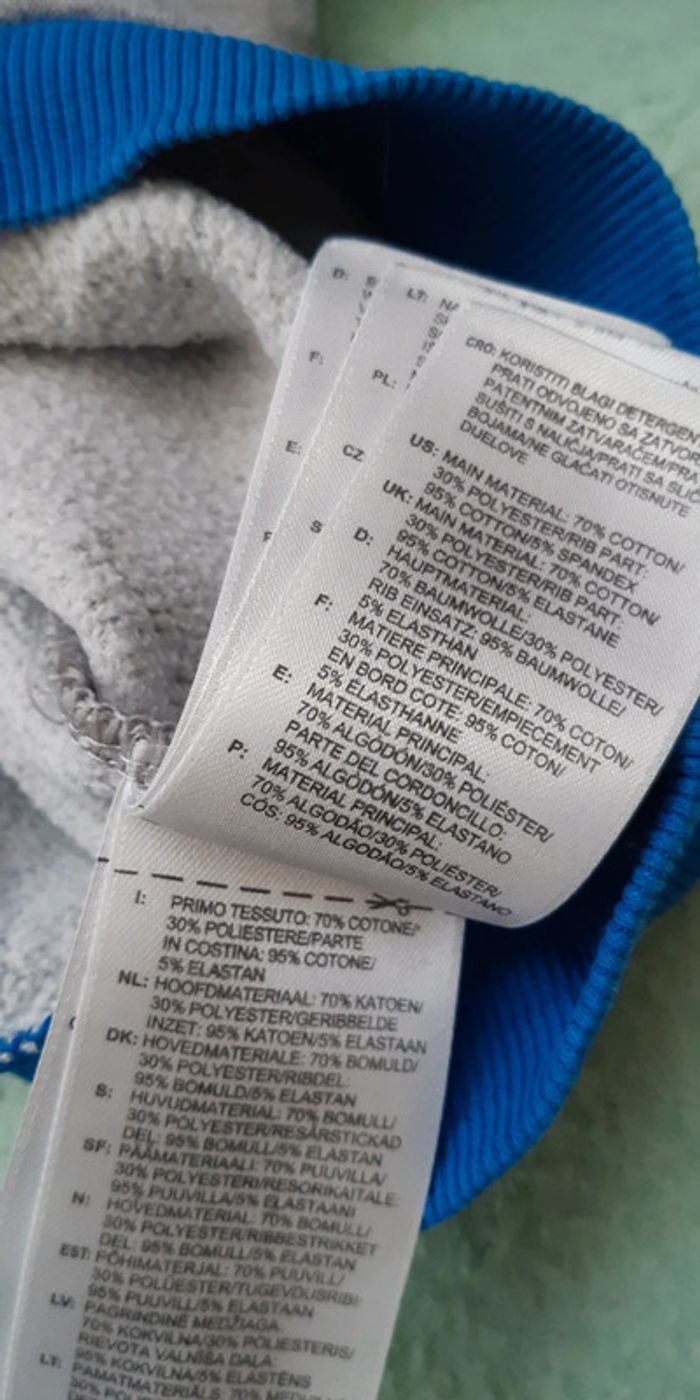 D:
F:
E:
LT:
PL:
CZ
S
CRO: KORISTITI BLAGI
PRATI ODVOJENO SA
PATENTNIM ZATVARAČEM/PRA
SUŠITI S NALIČJA/PRATI SA
BOJAMA/NE GLAČATI OTISNUTE
DIJELOVE
US: MAIN MATERIAL: 70% COTTON/
30% POLYESTER/RIB PART:
95% COTTON/5% SPANDEX
UK: MAIN MATERIAL: 70% COTTON/
30% POLYESTER/RIB PART:
95% COTTON/5% ELASTANE
D: HAUPTMATERIAL:
70% BAUMWOLLE/30% POLYESTER/
RIB EINSATZ: 95% BAUMWOLLE/
5% ELASTHAN
F: MATIERE PRINCIPALE: 70% COTON/
30% POLYESTER/EMPIECEMENT
EN BORD COTE: 95% COTON/
5% ELASTHANNE
E: MATERIAL PRINCIPAL:
70% ALGODÓN/30% POLIÉSTER/
PARTE DEL CORDONCILLO:
95% ALGODÓN/5% ELASTANO
P: MATERIAL PRINCIPAL:
70% ALGODÃO/30% POLIÉSTER/
CÓS: 95% ALGODÃO/5% ELASTANO
I: PRIMO TESSUTO: 70% COTONE/
30% POLIESTERE/PARTE
IN COSTINA: 95% COTONE/
5% ELASTAN
NL: HOOFDMATERIAAL: 70% KATOEN/
30% POLYESTER/GERIBBELDE
INZET: 95% KATOEN/5% ELASTAAN
DK: HOVEDMATERIALE: 70% BOMULD/
30% POLYESTER/RIBDEL:
95% BOMULD/5% ELASTAN
S: HUVUDMATERIAL: 70% BOMULL/
30% POLYESTER/RESÅRSTICKAD
DEL: 95% BOMULL/5% ELASTAN
SF: PÄÄMATERIAALI: 70% PUUVILLA/
30% POLYESTERI/RESORIKAITALE:
95% PUUVILLA/5% ELASTAANI
N: HOVEDMATERIAL: 70% BOMULL/
30% POLYESTER/RIBBESTRIKKET
DEL: 95% BOMULL/5% ELASTAN
EST: PÕHIMATERJAL: 70% PUUVILL/
30% POLÜESTER/TUGEVDUSRIBI:
95% PUUVILL/5% ELASTAAN
LV: PAGRINDINĖ MEDŽIAGA:
70% KOKVILNA/30% POLIESTERIS/
RIEVOTA VALNĪŠA DALA:
95% KOKVILNA/5% ELASTĒNS
LT: PAMATMATERIĀLS: 70%
30%